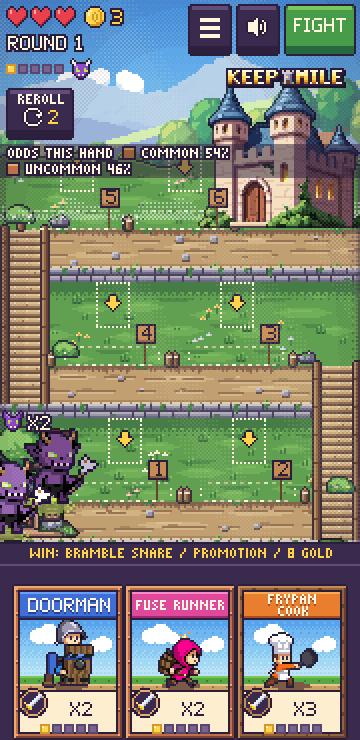 3
ROUND 1
FIGHT
KEEP MILE
REROLL
2
ODDS THIS HAND COMMON 54%
UNCOMMON 46%
5
6
4
3
X2
1
2
WIN: BRAMBLE SNARE / PROMOTION / 8 GOLD
DOORMAN
FUSE RUNNER
FRYPAN
COOK
X2
X2
X3